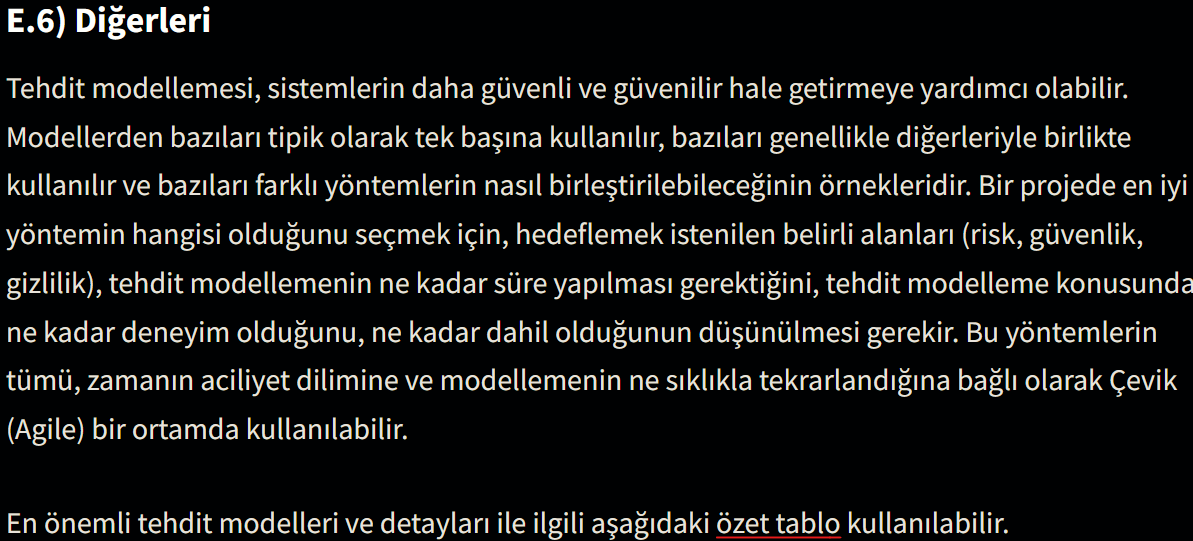 E.6) Diğerleri
Tehdit modellemesi, sistemlerin daha güvenli ve güvenilir hale getirmeye yardımcı olabilir.
Modellerden bazıları tipik olarak tek başına kullanılır, bazıları genellikle diğerleriyle birlikte
kullanılır ve bazıları farklı yöntemlerin nasıl birleştirilebileceğinin örnekleridir. Bir projede en iyi
yöntemin hangisi olduğunu seçmek için, hedeflemek istenilen belirli alanları (risk, güvenlik,
gizlilik), tehdit modellemenin ne kadar süre yapılması gerektiğini, tehdit modelleme konusunda
ne kadar deneyim olduğunu, ne kadar dahil olduğunun düşünülmesi gerekir. Bu yöntemlerin
tümü, zamanın aciliyet dilimine ve modellemenin ne sıklıkla tekrarlandığına bağlı olarak Çevik
(Agile) bir ortamda kullanılabilir.
En önemli tehdit modelleri ve detayları ile ilgili aşağıdaki özet tablo kullanılabilir.